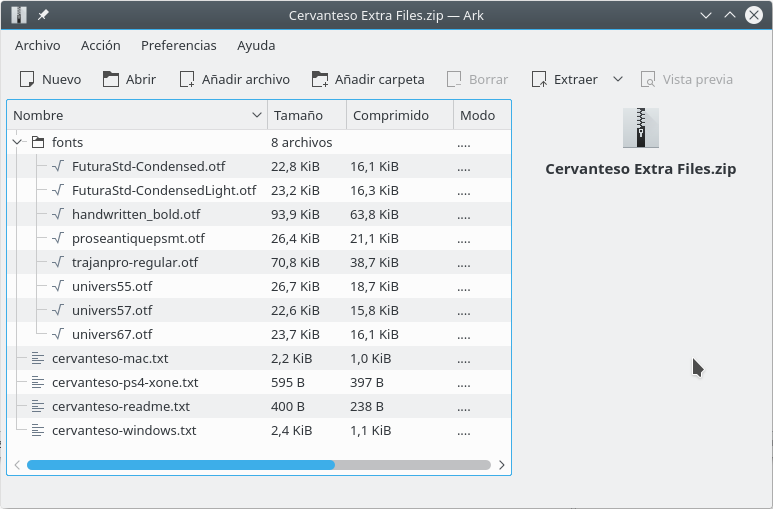 Cervanteso Extra Files.zip — Ark
Archivo Acción Preferencias Ayuda
Nuevo Abrir Añadir archivo Añadir carpeta Borrar Extraer Vista previa
Nombre Tamaño Comprimido Modo
fonts 8 archivos ....
FuturaStd-Condensed.otf 22,8 KiB 16,1 KiB ....
FuturaStd-CondensedLight.otf 23,2 KiB 16,3 KiB ....
handwritten_bold.otf 93,9 KiB 63,8 KiB ....
proseantiquepsmt.otf 26,4 KiB 21,1 KiB ....
trajanpro-regular.otf 70,8 KiB 38,7 KiB ....
univers55.otf 26,7 KiB 18,7 KiB ....
univers57.otf 22,6 KiB 15,8 KiB ....
univers67.otf 23,7 KiB 16,1 KiB ....
cervanteso-mac.txt 2,2 KiB 1,0 KiB ....
cervanteso-ps4-xone.txt 595 B 397 B ....
cervanteso-readme.txt 400 B 238 B ....
cervanteso-windows.txt 2,4 KiB 1,1 KiB ....
Cervanteso Extra Files.zip